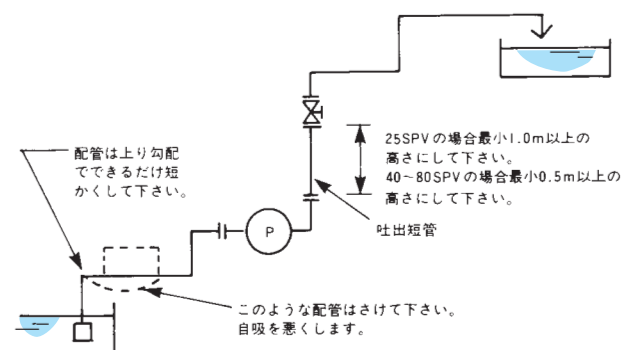 25SPVの場合最小1.0m以上の
高さにして下さい。
40~80SPVの場合最小0.5m以上の
高さにして下さい。
配管は上り勾配
でできるだけ短
かくして下さい。
P
吐出短管
このような配管はさけて下さい。
自吸を悪くします。